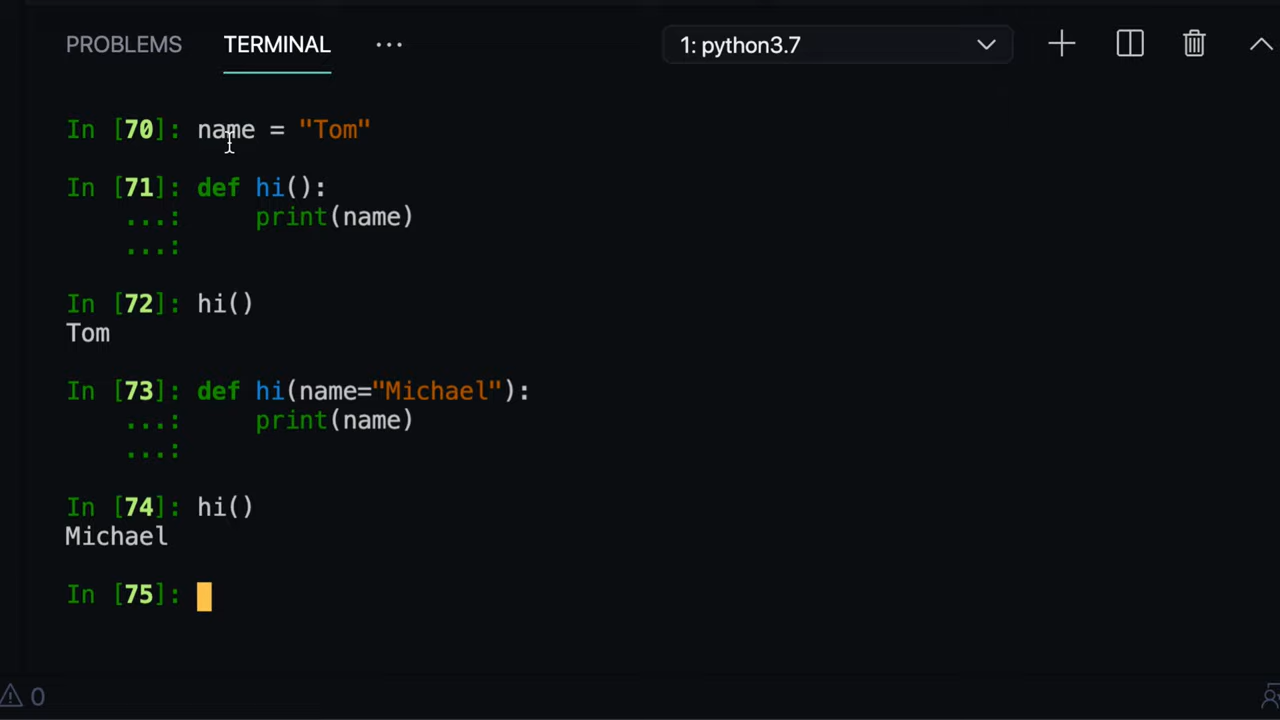 PROBLEMS TERMINAL ... 1: python3.7
In [70]: name = "Tom"
In [71]: def hi():
...: print(name)
...:
In [72]: hi()
Tom
In [73]: def hi(name="Michael"):
...: print(name)
...:
In [74]: hi()
Michael
In [75]:
0